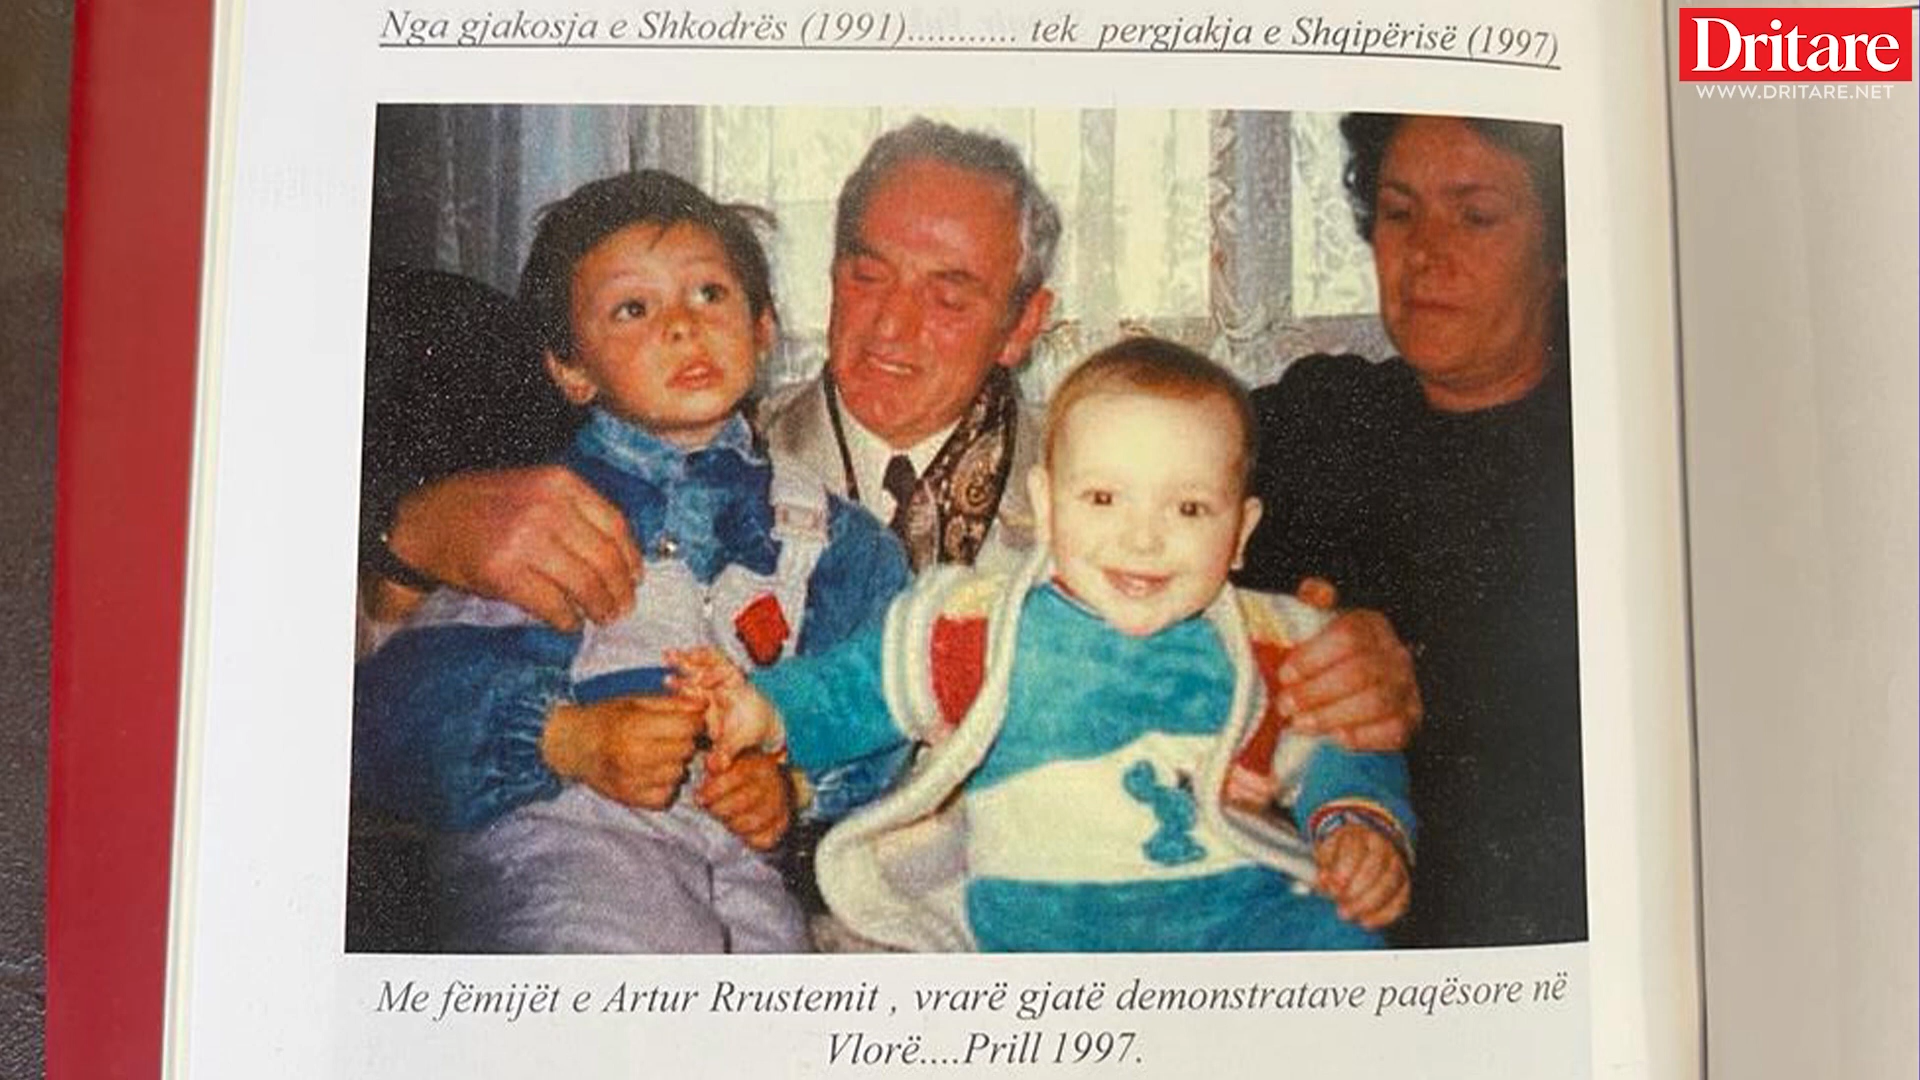 Nga gjakosja e Shkodrës (1991)........... tek pergjakja e Shqipërisë (1997)
Dritare
WWW.DRITARE.NET
Me fëmijët e Artur Rrustemit , vrarë gjatë demonstratave paqësore në
Vlorë....Prill 1997.